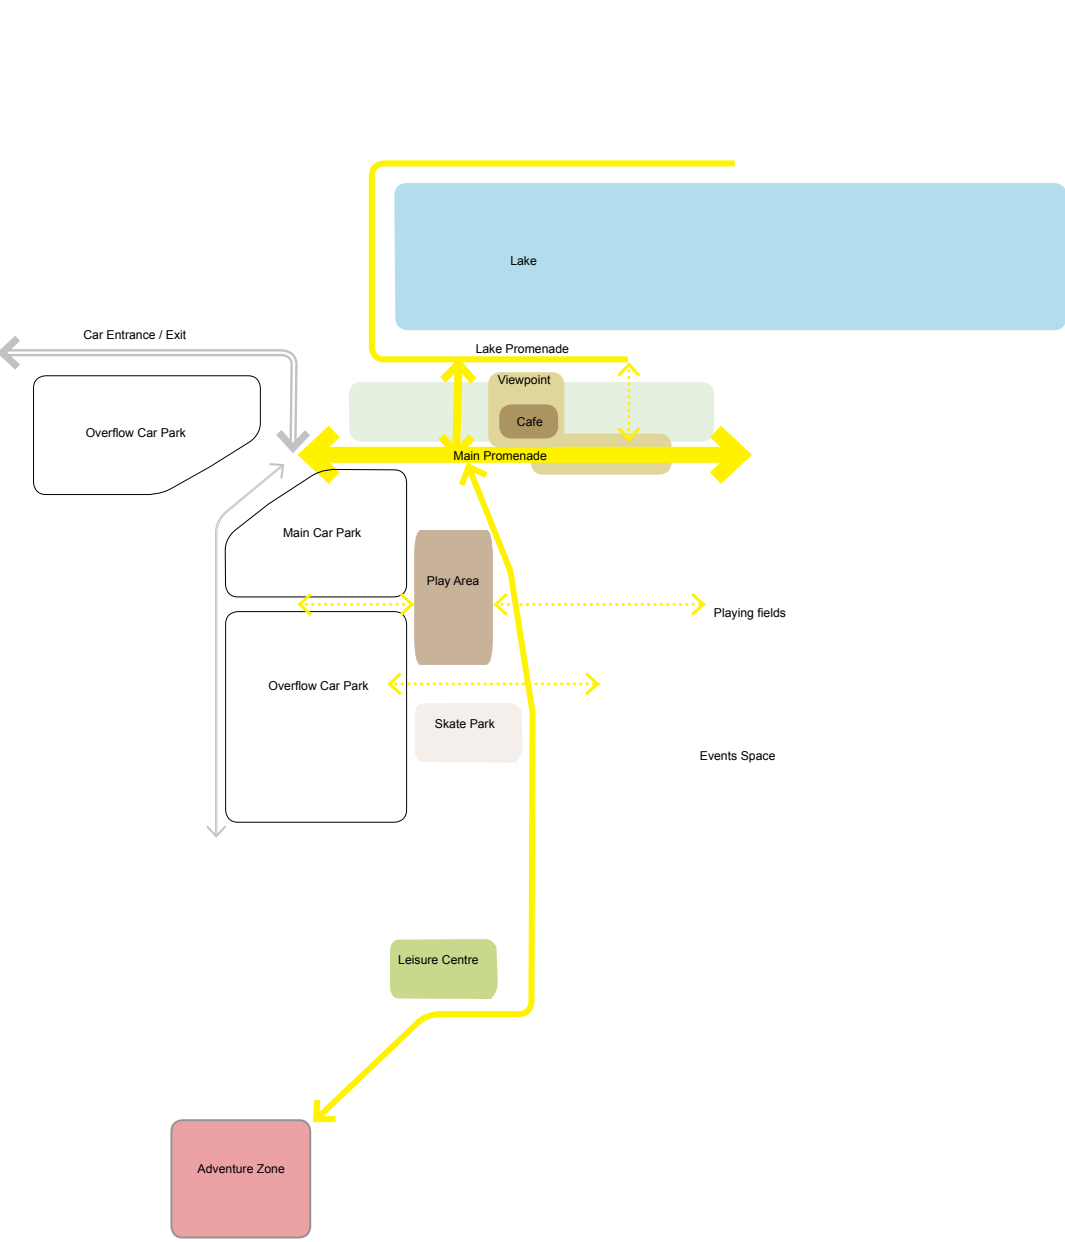 Lake
Car Entrance / Exit
Lake Promenade
Viewpoint
Cafe
Overflow Car Park
Main Promenade
Main Car Park
Play Area
Playing fields
Overflow Car Park
Skate Park
Events Space
Leisure Centre
Adventure Zone